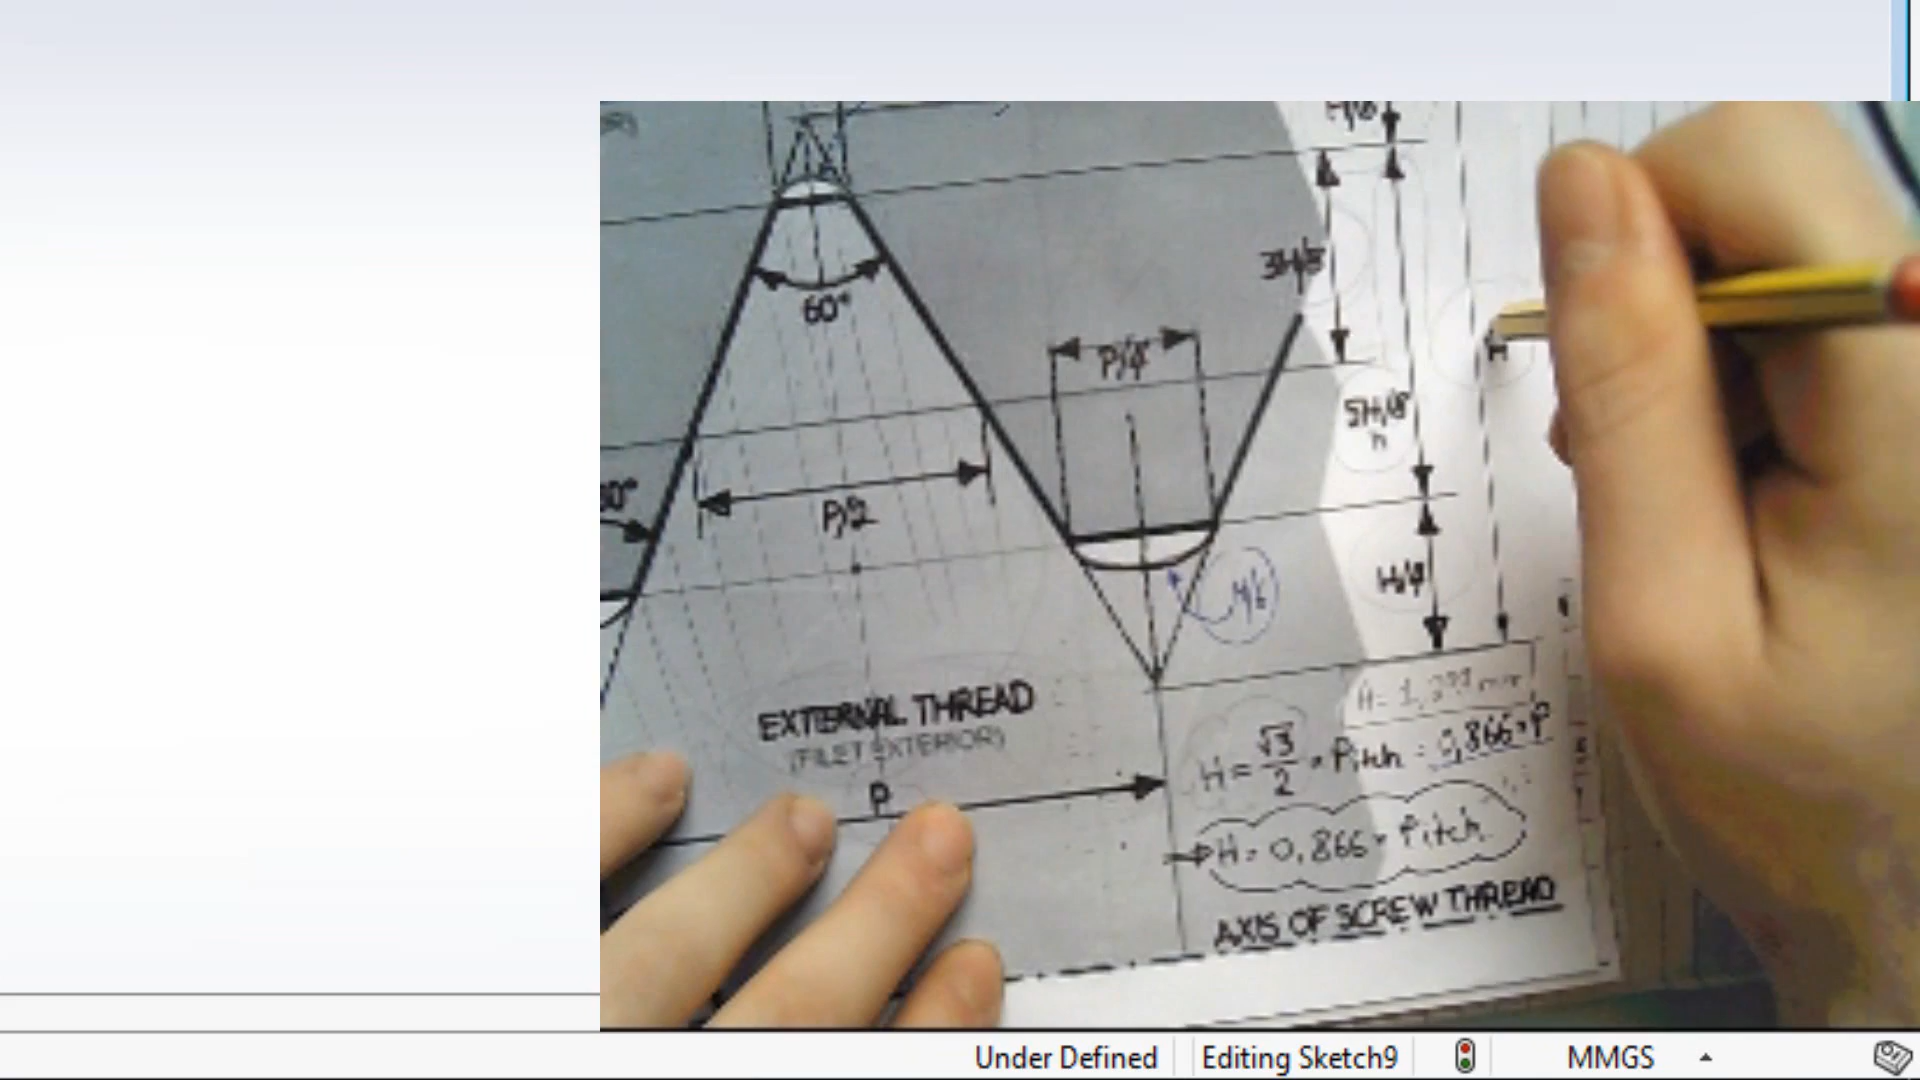 H/8
3H/8
60°
P/4
5H/8
h
P/2
H
H/4
H/6
EXTERNAL THREAD
(FILET EXTERIOR)
H = √3/2 * Pitch = 0,866 * P
P
⇒ H = 0,866 * Pitch
AXIS OF SCREW THREAD
Under Defined
Editing Sketch9
MMGS